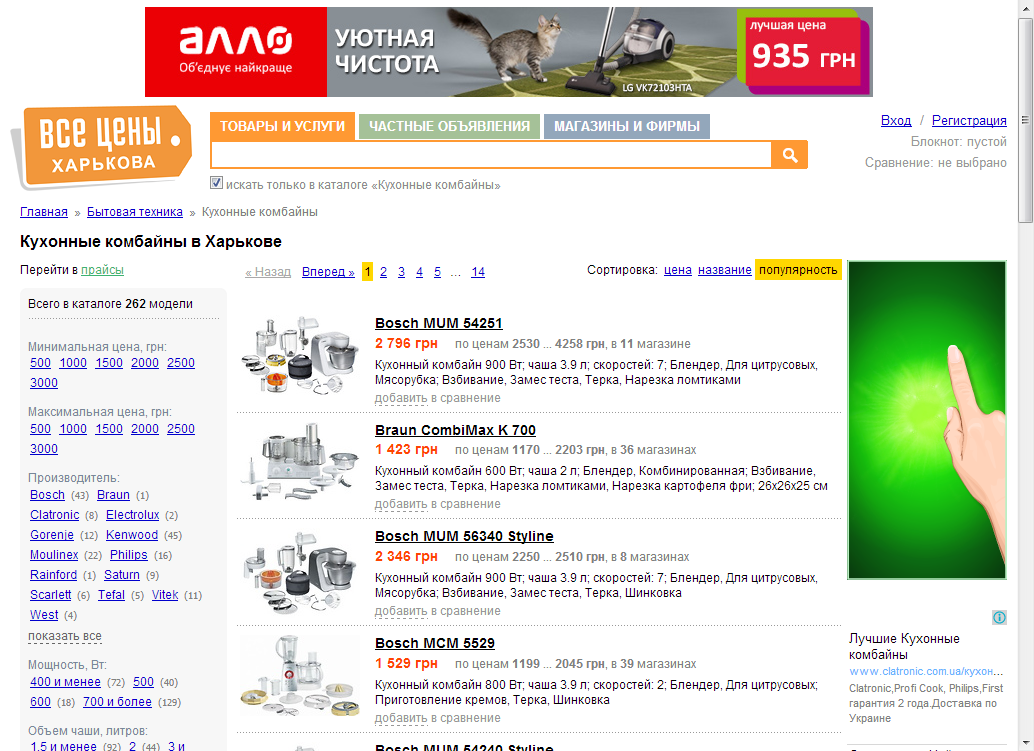 алло
Об'єднує найкраще
УЮТНАЯ
ЧИСТОТА
LG VK72103HTA
лучшая цена
935 ГРН
ВСЕ ЦЕНЫ
ХАРЬКОВА
ТОВАРЫ И УСЛУГИ ЧАСТНЫЕ ОБЪЯВЛЕНИЯ МАГАЗИНЫ И ФИРМЫ
искать только в каталоге «Кухонные комбайны»
Вход / Регистрация
Блокнот: пустой
Сравнение: не выбрано
Главная » Бытовая техника » Кухонные комбайны
Кухонные комбайны в Харькове
Перейти в прайсы
« Назад Вперед » 1 2 3 4 5 ... 14
Сортировка: цена название популярность
Всего в каталоге 262 модели
Минимальная цена, грн:
500 1000 1500 2000 2500
3000
Максимальная цена, грн:
500 1000 1500 2000 2500
3000
Производитель:
Bosch (43) Braun (1)
Clatronic (8) Electrolux (2)
Gorenje (12) Kenwood (45)
Moulinex (22) Philips (16)
Rainford (1) Saturn (9)
Scarlett (6) Tefal (5) Vitek (11)
West (4)
показать все
Мощность, Вт:
400 и менее (72) 500 (40)
600 (18) 700 и более (129)
Объем чаши, литров:
1.5 и менее (92) 2 (44) 3 и
Bosch MUM 54251
2 796 грн по ценам 2530 ... 4258 грн, в 11 магазине
Кухонный комбайн 900 Вт; чаша 3.9 л; скоростей: 7; Блендер, Для цитрусовых,
Мясорубка; Взбивание, Замес теста, Терка, Нарезка ломтиками
добавить в сравнение
Braun CombiMax K 700
1 423 грн по ценам 1170 ... 2203 грн, в 36 магазинах
Кухонный комбайн 600 Вт; чаша 2 л; Блендер, Комбинированная; Взбивание,
Замес теста, Терка, Нарезка ломтиками, Нарезка картофеля фри; 26x26x25 см
добавить в сравнение
Bosch MUM 56340 Styline
2 346 грн по ценам 2250 ... 2510 грн, в 8 магазинах
Кухонный комбайн 900 Вт; чаша 3.9 л; скоростей: 7; Блендер, Для цитрусовых,
Мясорубка; Взбивание, Замес теста, Терка, Шинковка
добавить в сравнение
Bosch MCM 5529
1 529 грн по ценам 1199 ... 2045 грн, в 39 магазинах
Кухонный комбайн 800 Вт; чаша 3.9 л; скоростей: 2; Блендер, Для цитрусовых;
Приготовление кремов, Терка, Шинковка
добавить в сравнение
Bosch MUM 54240 Styline
Лучшие Кухонные
комбайны
www.clatronic.com.ua/кухон...
Clatronic,Profi Cook, Philips,First
гарантия 2 года.Доставка по
Украине